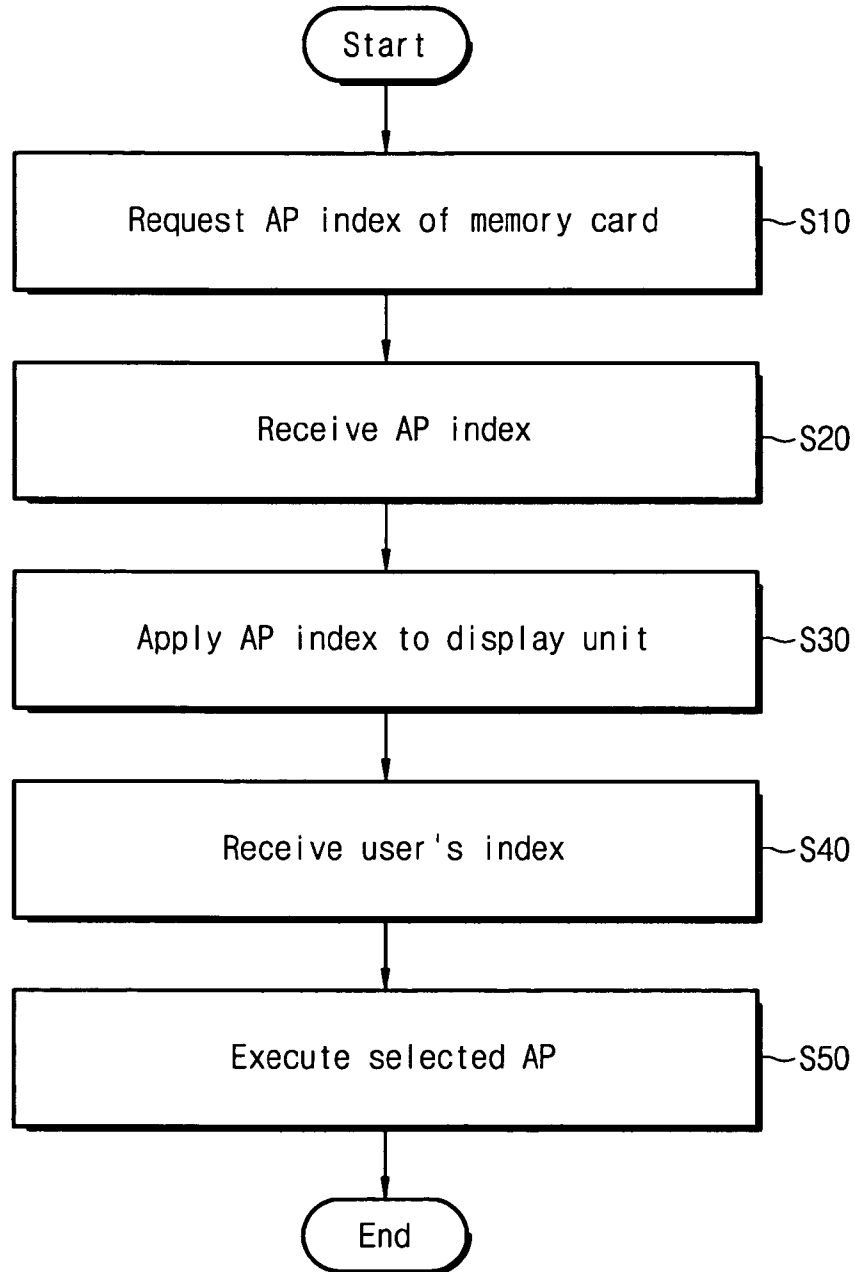 Start
Request AP index of memory card
S10
Receive AP index
S20
Apply AP index to display unit
S30
Receive user's index
S40
Execute selected AP
S50
End